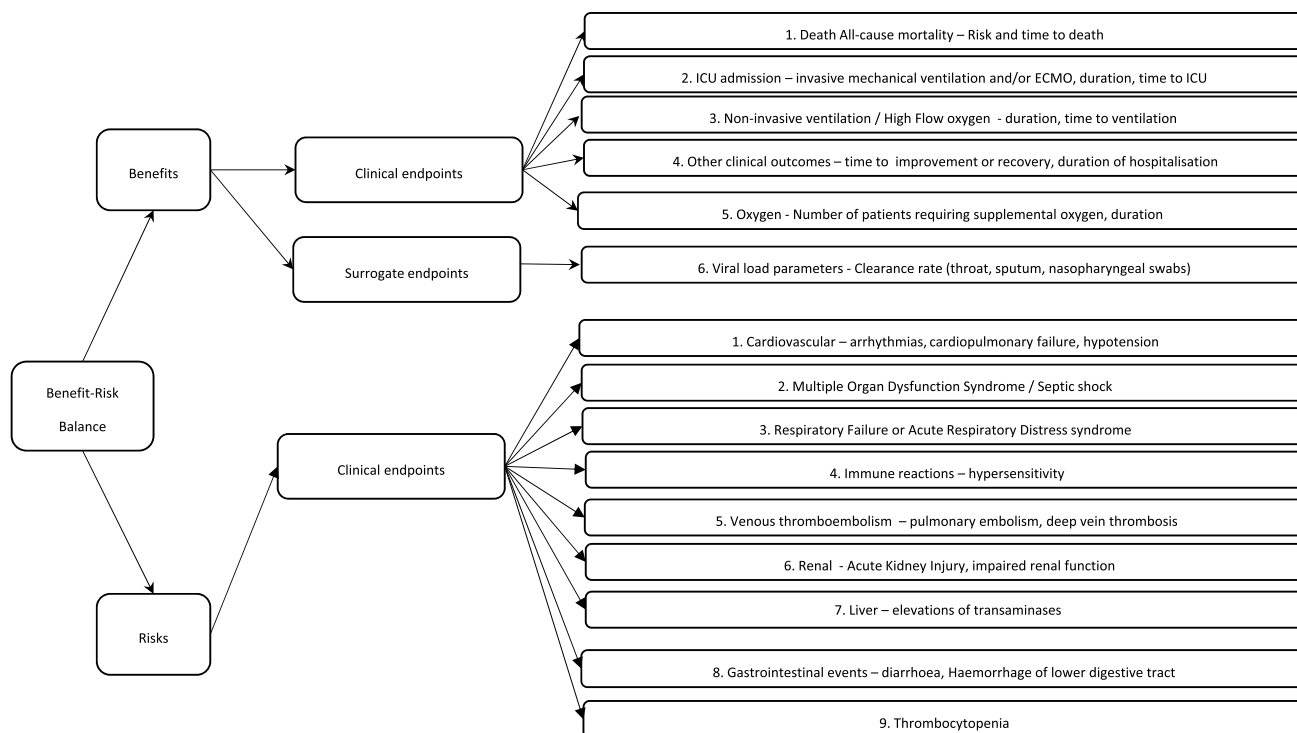 1. Death All-cause mortality – Risk and time to death
2. ICU admission – invasive mechanical ventilation and/or ECMO, duration, time to ICU
3. Non-invasive ventilation / High Flow oxygen  - duration, time to ventilation
Benefits
Clinical endpoints
4. Other clinical outcomes – time to  improvement or recovery, duration of hospitalisation
5. Oxygen - Number of patients requiring supplemental oxygen, duration
Surrogate endpoints
6. Viral load parameters - Clearance rate (throat, sputum, nasopharyngeal swabs)
Benefit-Risk
Balance
1. Cardiovascular – arrhythmias, cardiopulmonary failure, hypotension
2. Multiple Organ Dysfunction Syndrome / Septic shock
3. Respiratory Failure or Acute Respiratory Distress syndrome
Clinical endpoints
4. Immune reactions – hypersensitivity
5. Venous thromboembolism  – pulmonary embolism, deep vein thrombosis
6. Renal  - Acute Kidney Injury, impaired renal function
7. Liver – elevations of transaminases
Risks
8. Gastrointestinal events – diarrhoea, Haemorrhage of lower digestive tract
9. Thrombocytopenia